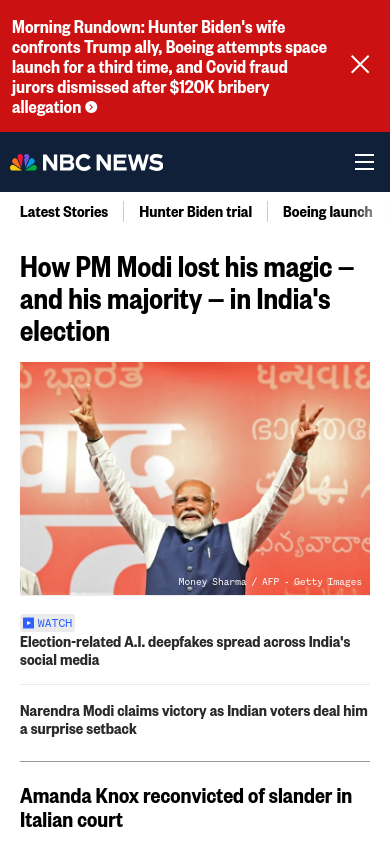 Morning Rundown: Hunter Biden's wife
confronts Trump ally, Boeing attempts space
launch for a third time, and Covid fraud
jurors dismissed after $120K bribery
allegation
NBC NEWS
Latest Stories
Hunter Biden trial
Boeing launch
How PM Modi lost his magic –
and his majority – in India's
election
ಧನ್ಯವಾದ
Money Sharma / AFP - Getty Images
WATCH
Election-related A.I. deepfakes spread across India's
social media
Narendra Modi claims victory as Indian voters deal him
a surprise setback
Amanda Knox reconvicted of slander in
Italian court